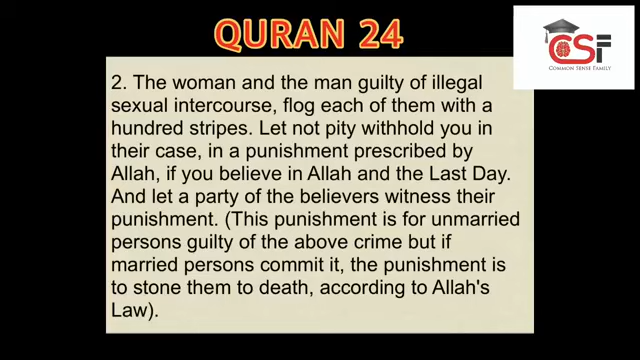 QURAN 24
CSF
COMMON SENSE FAMILY
2. The woman and the man guilty of illegal
sexual intercourse, flog each of them with a
hundred stripes. Let not pity withhold you in
their case, in a punishment prescribed by
Allah, if you believe in Allah and the Last Day.
And let a party of the believers witness their
punishment. (This punishment is for unmarried
persons guilty of the above crime but if
married persons commit it, the punishment is
to stone them to death, according to Allah's
Law).